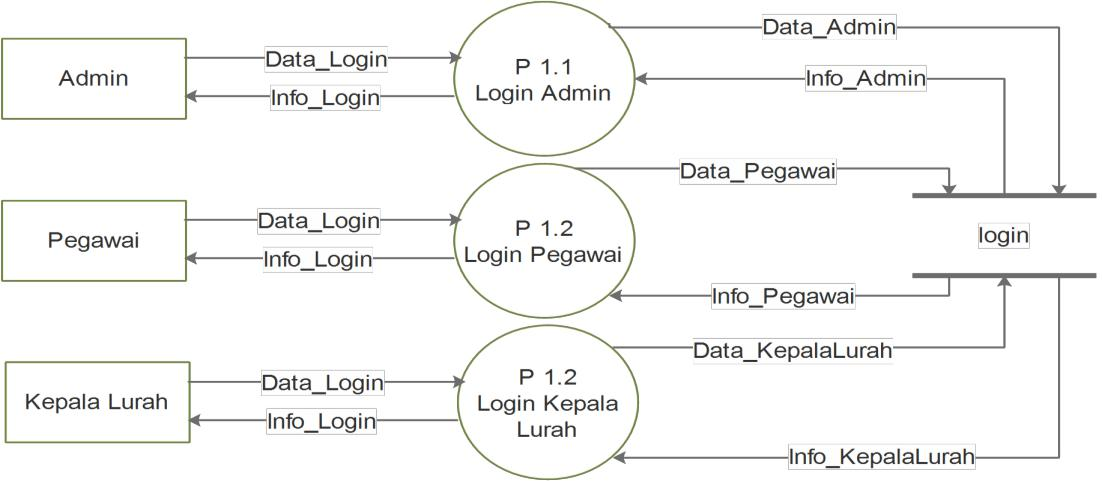 Admin
Data_Login
Info_Login
P 1.1
Login Admin
Data_Admin
Info_Admin
Pegawai
Data_Login
Info_Login
P 1.2
Login Pegawai
Data_Pegawai
Info_Pegawai
login
Kepala Lurah
Data_Login
Info_Login
P 1.2
Login Kepala
Lurah
Data_KepalaLurah
Info_KepalaLurah